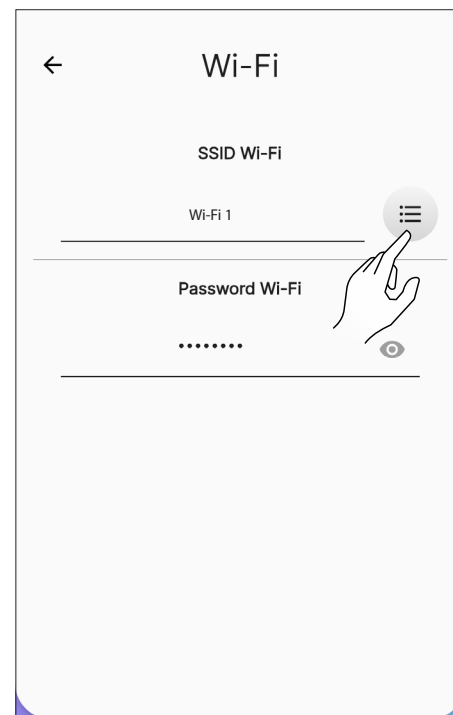 Wi-Fi
SSID Wi-Fi
Wi-Fi 1
Password Wi-Fi
••••••••